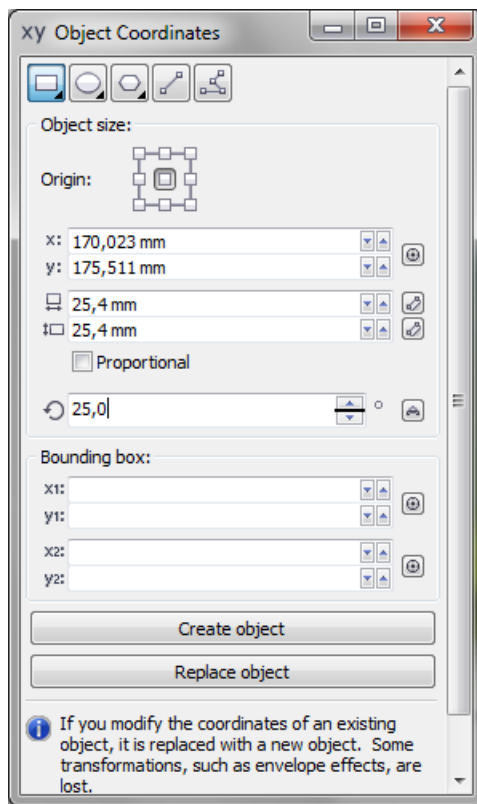 xy Object Coordinates
Object size:
Origin:
x: 170,023 mm
y: 175,511 mm
25,4 mm
25,4 mm
Proportional
25,0 °
Bounding box:
x1:
y1:
x2:
y2:
Create object
Replace object
If you modify the coordinates of an existing
object, it is replaced with a new object. Some
transformations, such as envelope effects, are
lost.